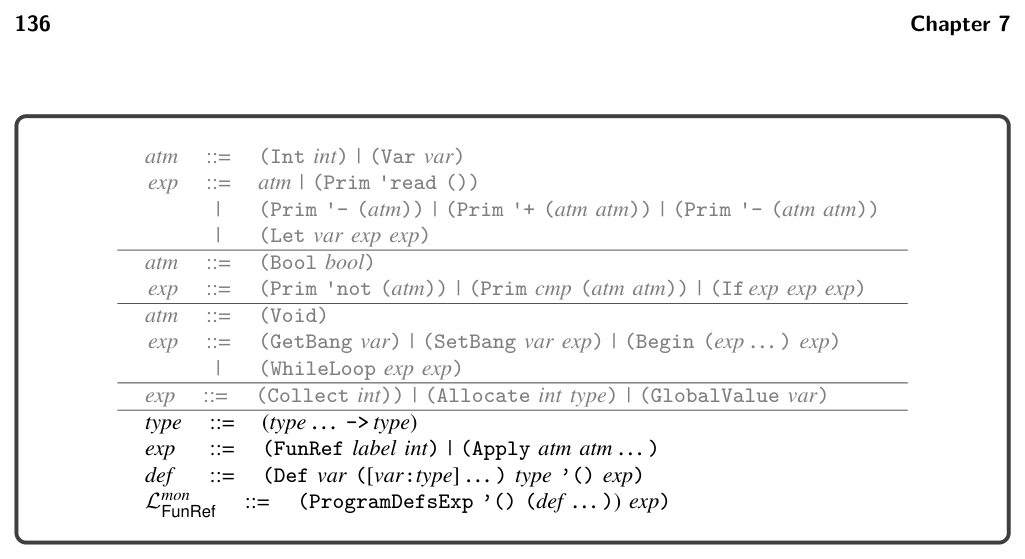 136 Chapter 7
atm ::= (Int int) | (Var var)
exp ::= atm | (Prim 'read ())
| (Prim '- (atm)) | (Prim '+ (atm atm)) | (Prim '- (atm atm))
| (Let var exp exp)
atm ::= (Bool bool)
exp ::= (Prim 'not (atm)) | (Prim cmp (atm atm)) | (If exp exp exp)
atm ::= (Void)
exp ::= (GetBang var) | (SetBang var exp) | (Begin (exp ... ) exp)
| (WhileLoop exp exp)
exp ::= (Collect int)) | (Allocate int type) | (GlobalValue var)
type ::= (type ... -> type)
exp ::= (FunRef label int) | (Apply atm atm ... )
def ::= (Def var ([var:type] ... ) type ’() exp)
ℒ^mon_FunRef ::= (ProgramDefsExp ’() (def ... )) exp)